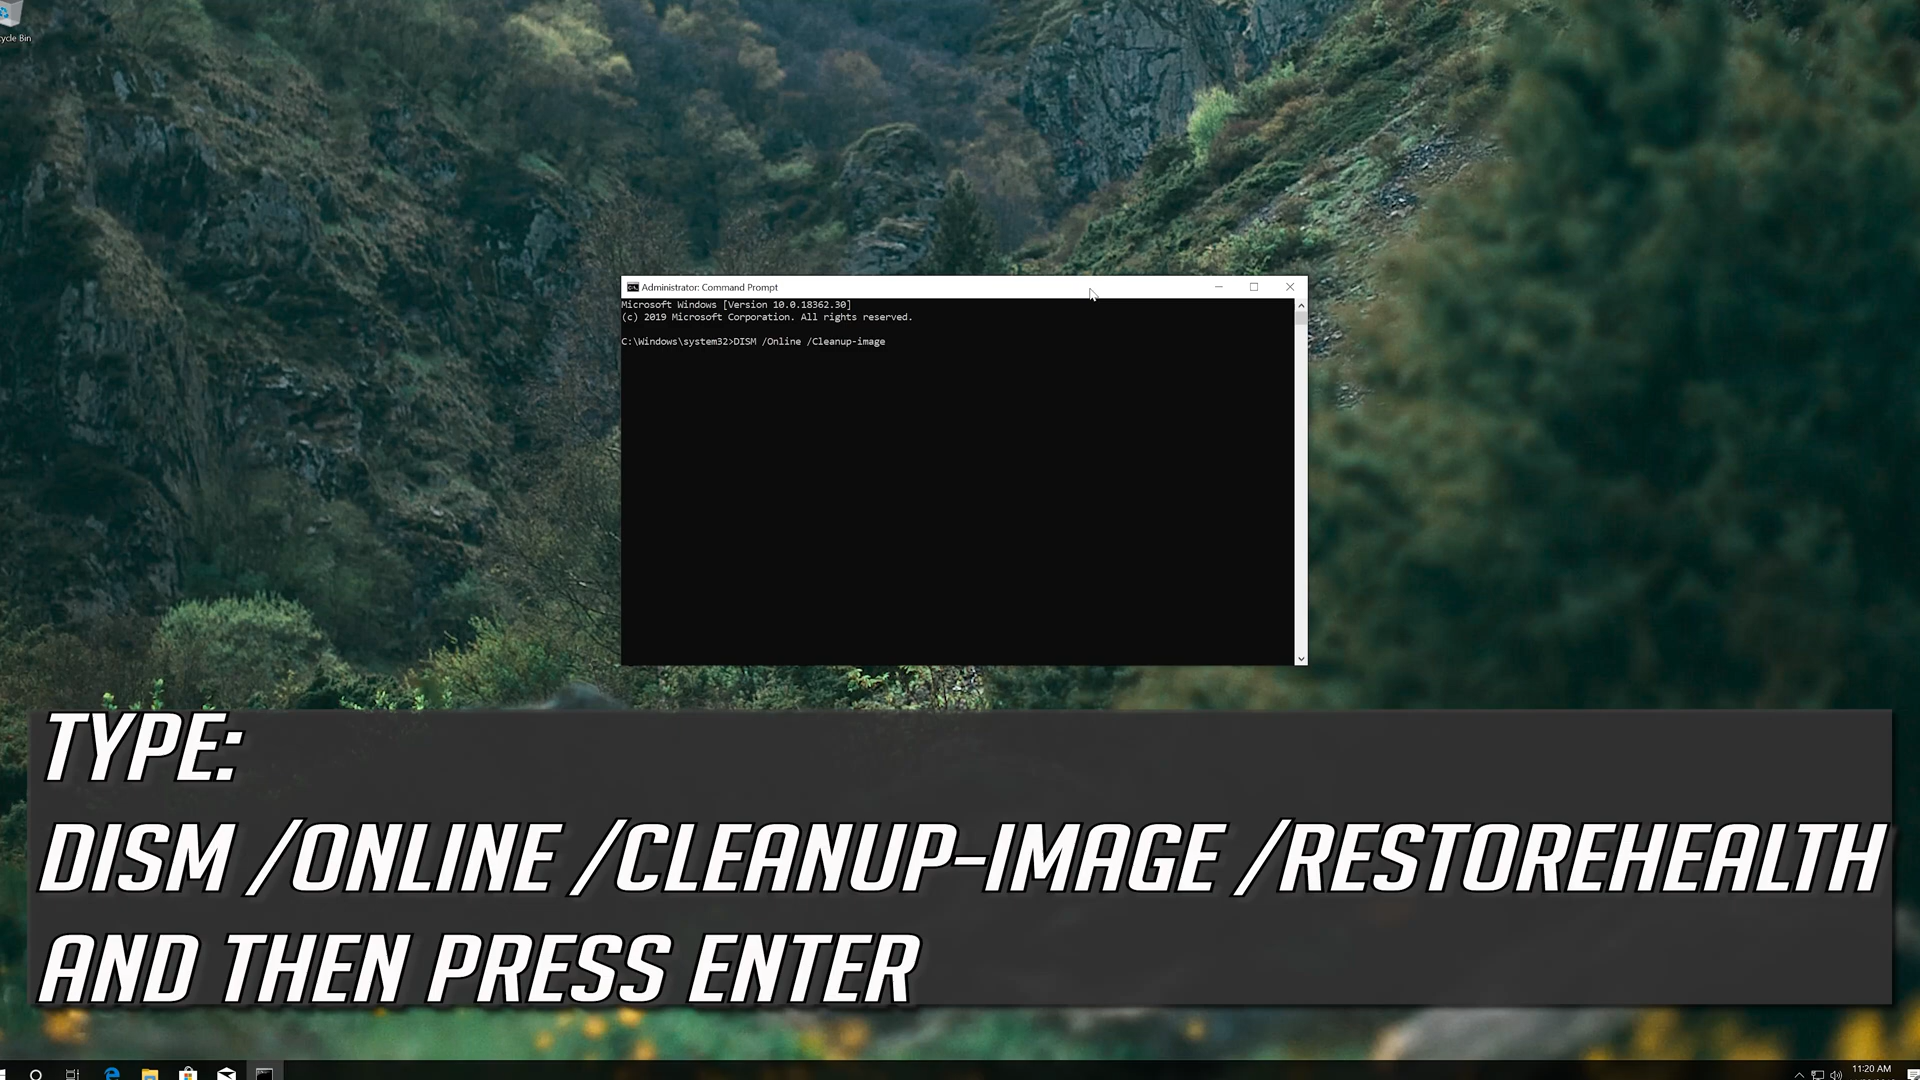 cycle Bin
Administrator: Command Prompt
Microsoft Windows [Version 10.0.18362.30]
(c) 2019 Microsoft Corporation. All rights reserved.
C:\Windows\system32>DISM /Online /Cleanup-image
TYPE:
DISM /ONLINE /CLEANUP-IMAGE /RESTOREHEALTH
AND THEN PRESS ENTER
11:20 AM